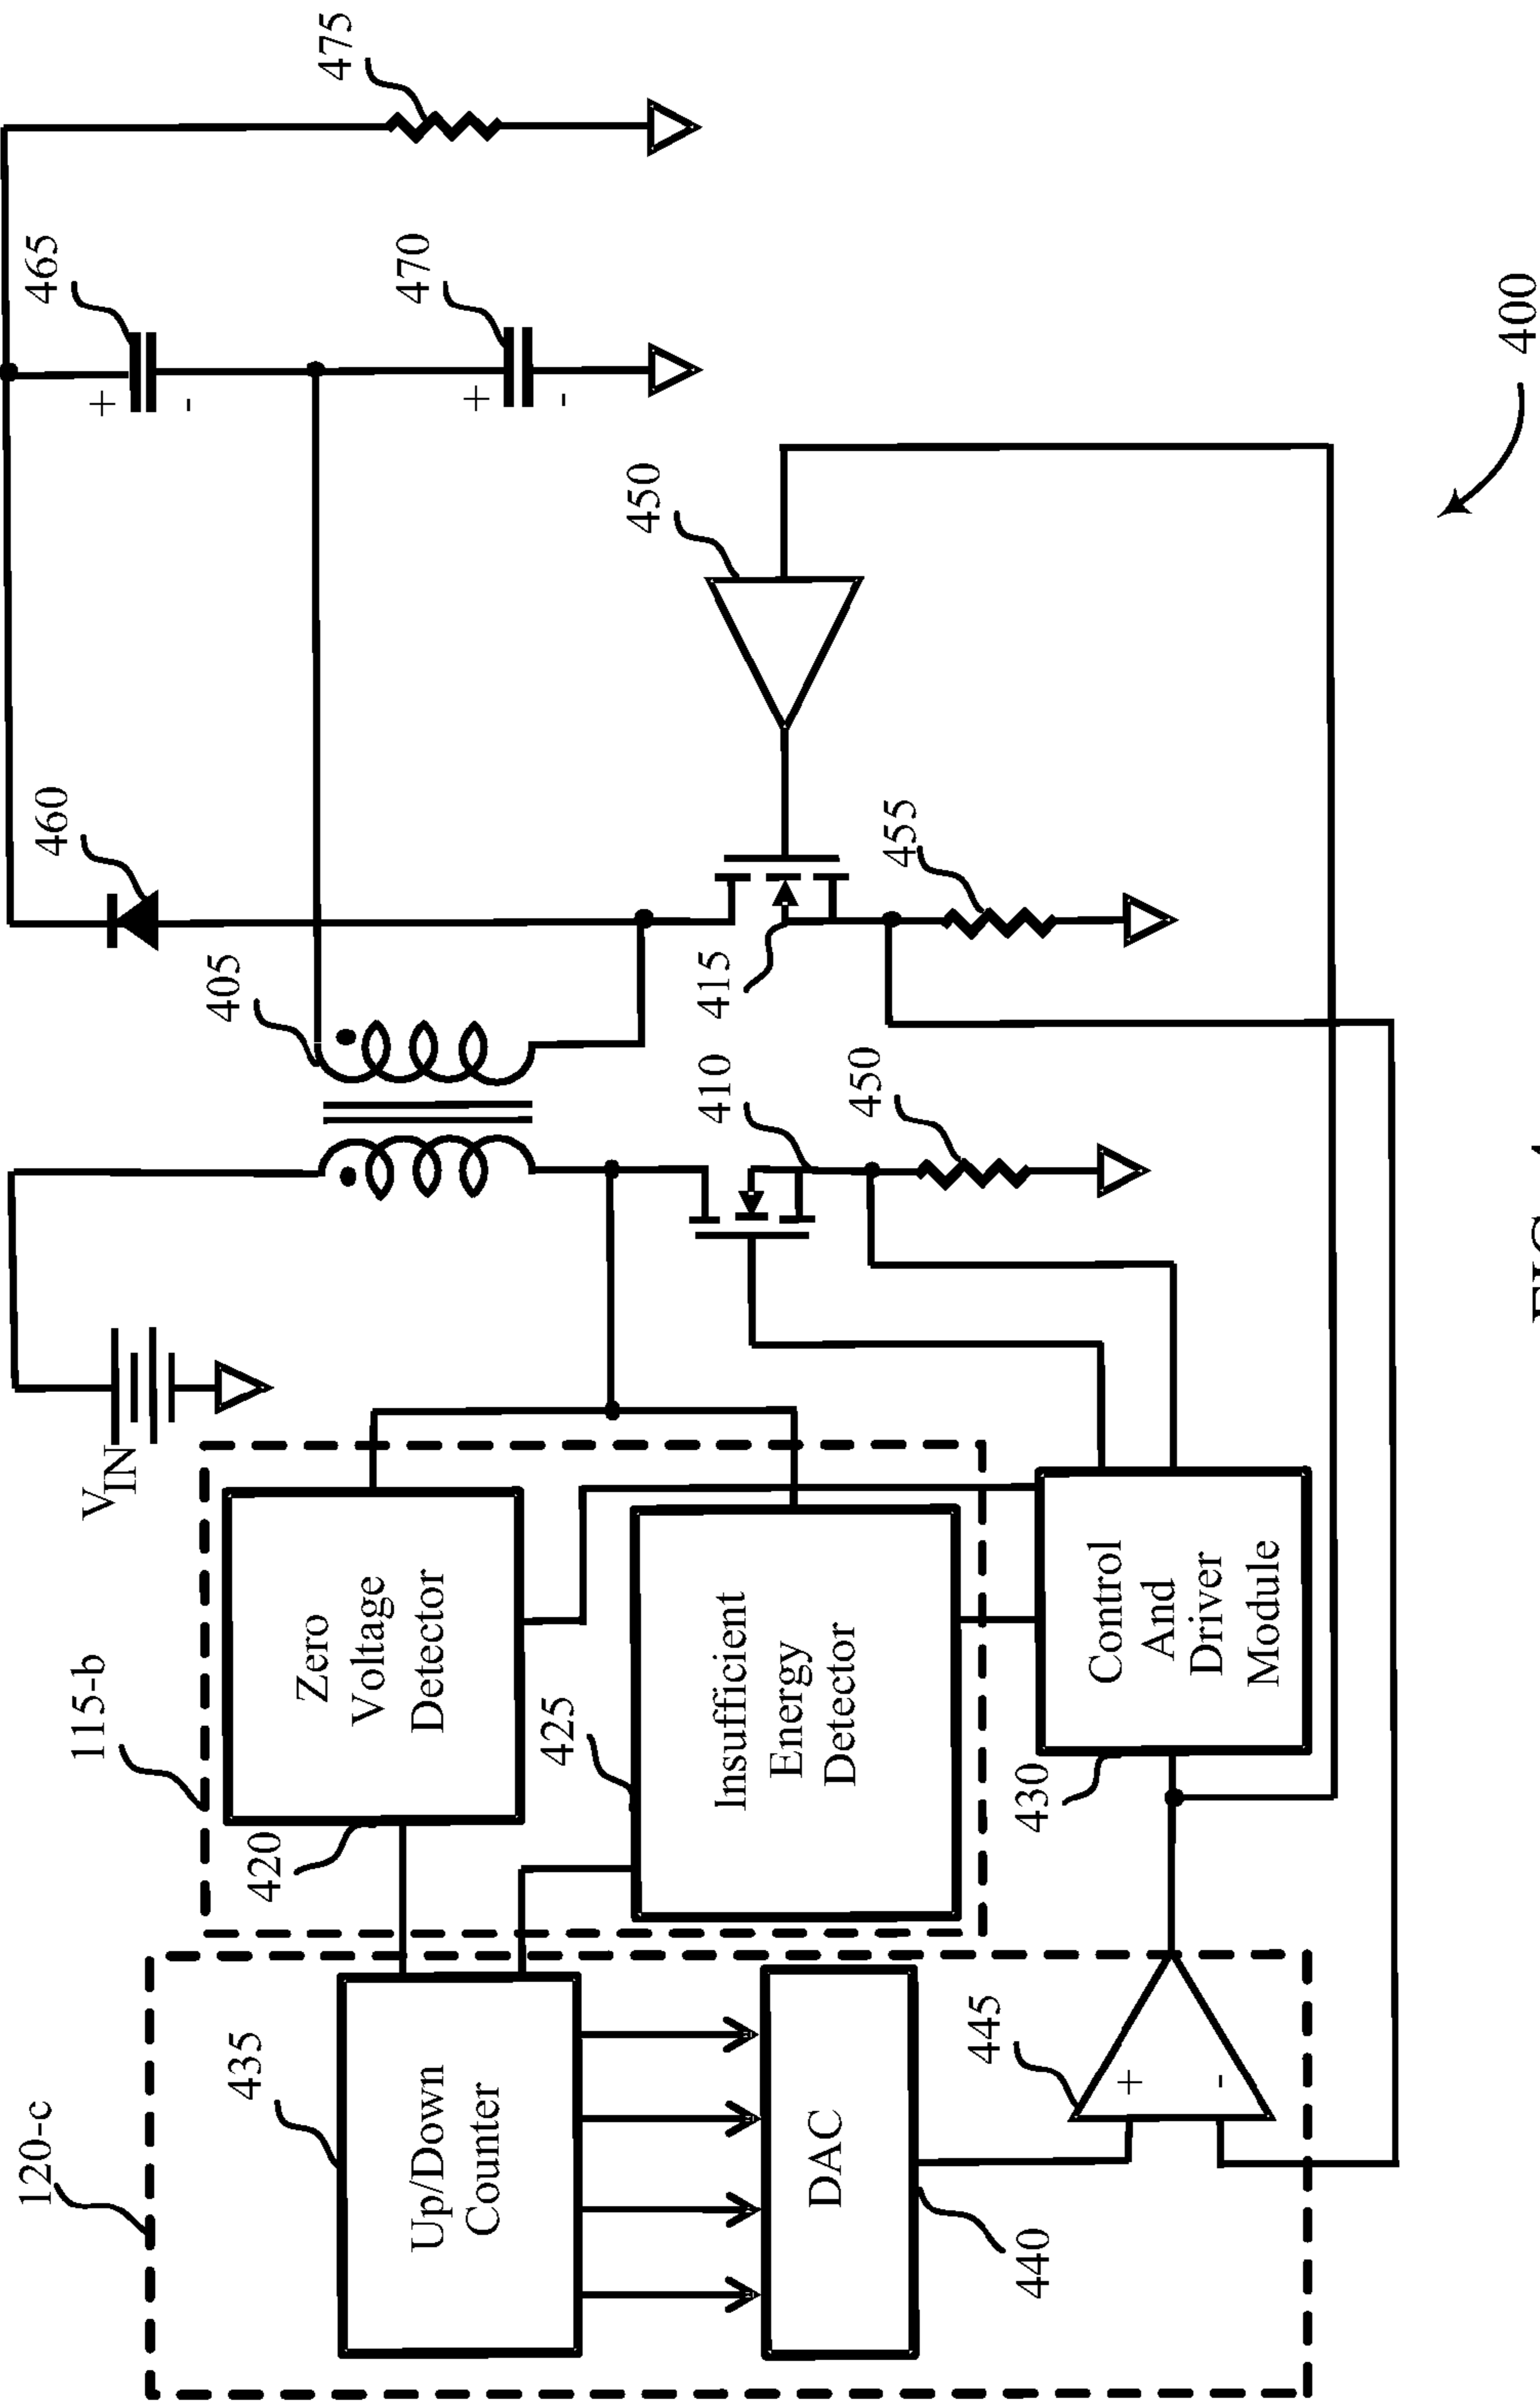 120-c
115-b
VIN
460
465
475
435
420
405
470
Up/Down
Counter
Zero
Voltage
Detector
425
Insufficient
Energy
Detector
410
415
450
450
455
DAC
440
445
430
Control
And
Driver
Module
+
-
+
-
+
-
400